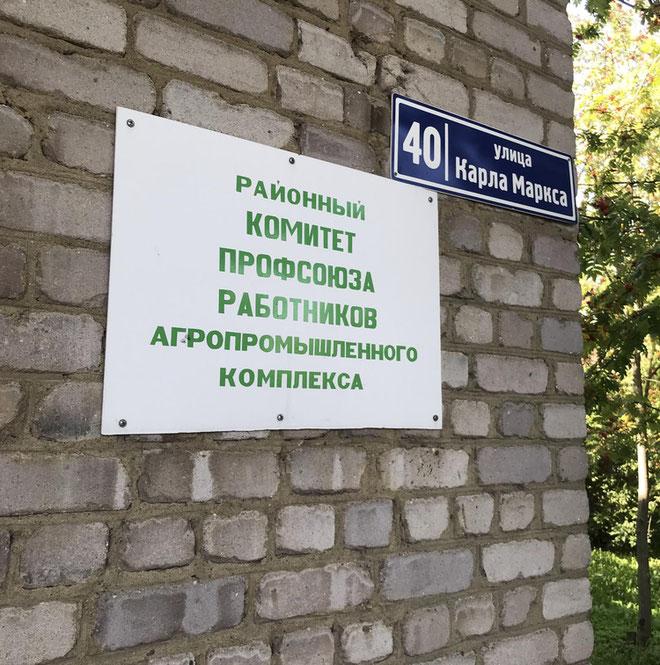 РАЙОННЫЙ
КОМИТЕТ
ПРОФСОЮЗА
РАБОТНИКОВ
АГРОПРОМЫШЛЕННОГО
КОМПЛЕКСА
40
улица
Карла Маркса